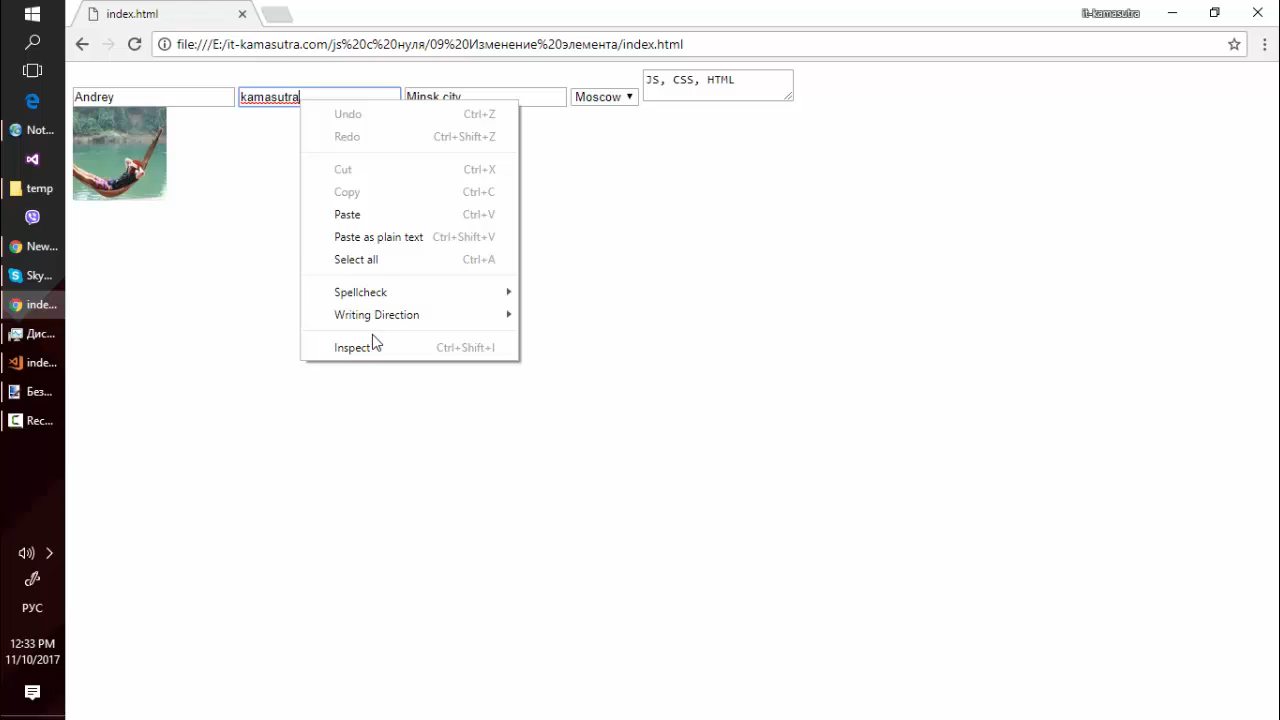 index.html
it-kamasutra
file:///E:/it-kamasutra.com/js%20с%20нуля/09%20Изменение%20элемента/index.html
JS, CSS, HTML
Andrey
kamasutra
Minsk city
Moscow
Undo Ctrl+Z
Redo Ctrl+Shift+Z
Cut Ctrl+X
Copy Ctrl+C
Paste Ctrl+V
Paste as plain text Ctrl+Shift+V
Select all Ctrl+A
Spellcheck
Writing Direction
Inspect Ctrl+Shift+I
Not...
temp
New...
Sky...
inde...
Дис...
inde...
Без...
Rec...
РУС
12:33 PM
11/10/2017